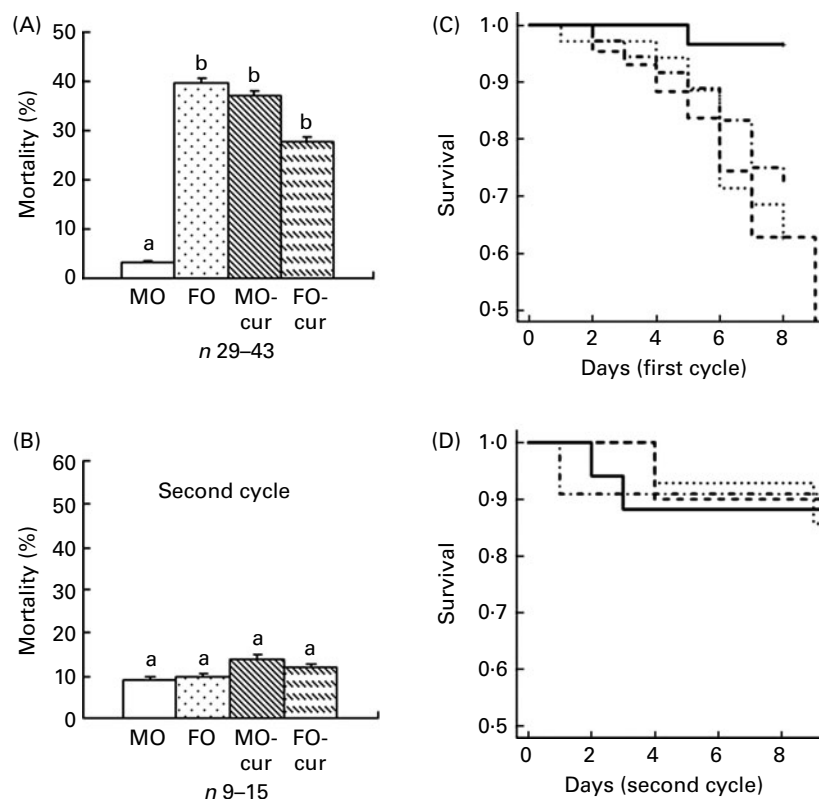 (A)
50
40
30
20
10
0
Mortality (%)
a
b
b
b
MO
FO
MO-
cur
FO-
cur
n 29–43
(C)
1·0
0·9
0·8
0·7
0·6
0·5
Survival
0 2 4 6 8
Days (first cycle)
(B)
60
50
40
30
20
10
0
Mortality (%)
Second cycle
a
a
a
a
MO
FO
MO-
cur
FO-
cur
n 9–15
(D)
1·0
0·9
0·8
0·7
0·6
0·5
Survival
0 2 4 6 8
Days (second cycle)